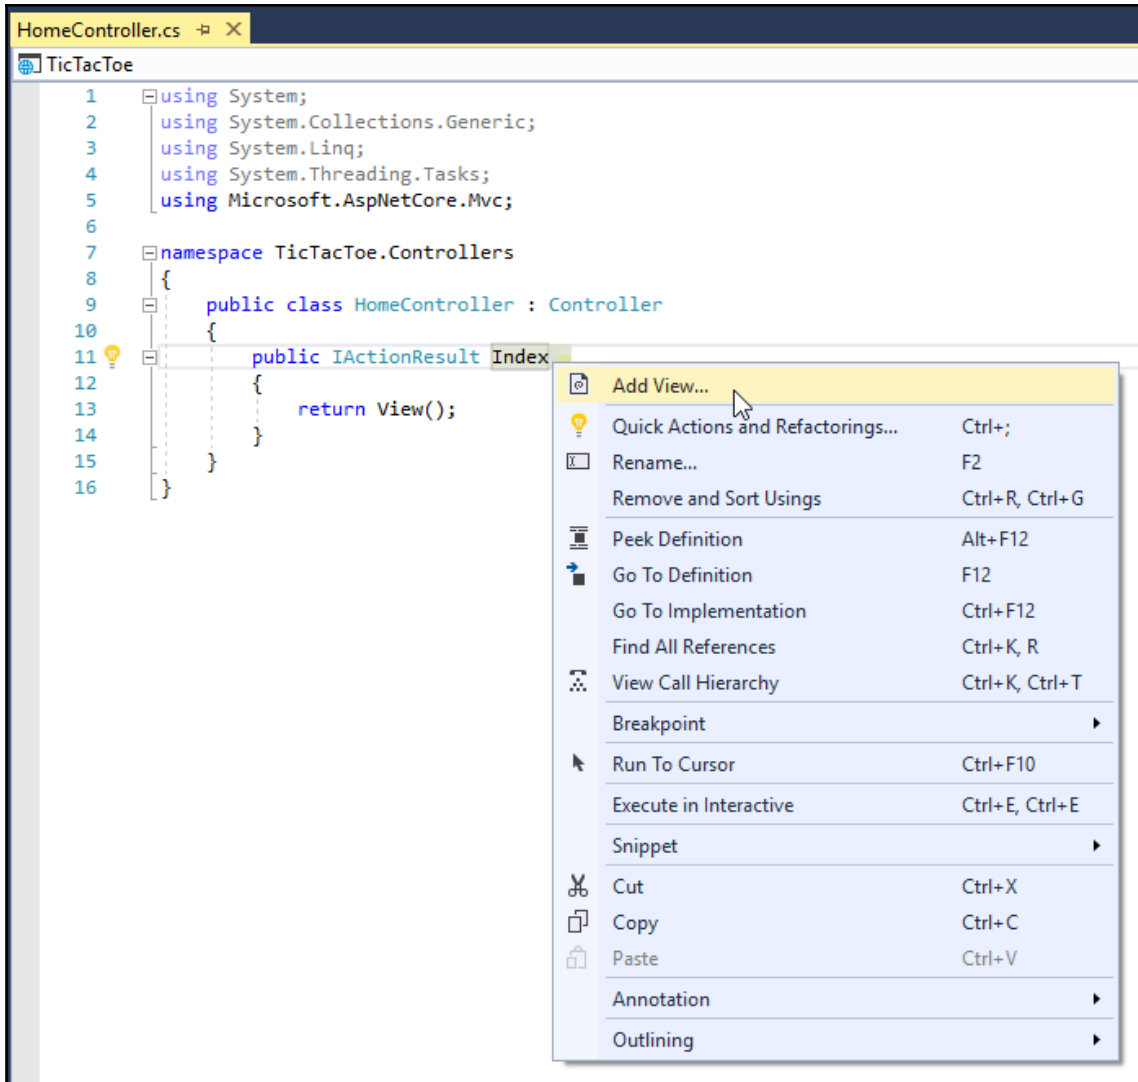 HomeController.cs
TicTacToe
1 using System;
2 using System.Collections.Generic;
3 using System.Linq;
4 using System.Threading.Tasks;
5 using Microsoft.AspNetCore.Mvc;
6
7 namespace TicTacToe.Controllers
8 {
9 public class HomeController : Controller
10 {
11 public IActionResult Index
12 {
13 return View();
14 }
15 }
16 }
Add View...
Quick Actions and Refactorings... Ctrl+;
Rename... F2
Remove and Sort Usings Ctrl+R, Ctrl+G
Peek Definition Alt+F12
Go To Definition F12
Go To Implementation Ctrl+F12
Find All References Ctrl+K, R
View Call Hierarchy Ctrl+K, Ctrl+T
Breakpoint
Run To Cursor Ctrl+F10
Execute in Interactive Ctrl+E, Ctrl+E
Snippet
Cut Ctrl+X
Copy Ctrl+C
Paste Ctrl+V
Annotation
Outlining